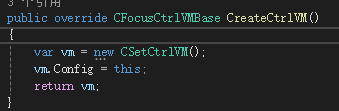 3 个引用
public override CFocusCtrlVMBase CreateCtrlVM()
{
var vm = new CSetCtrlVM();
vm.Config = this;
return vm;
}